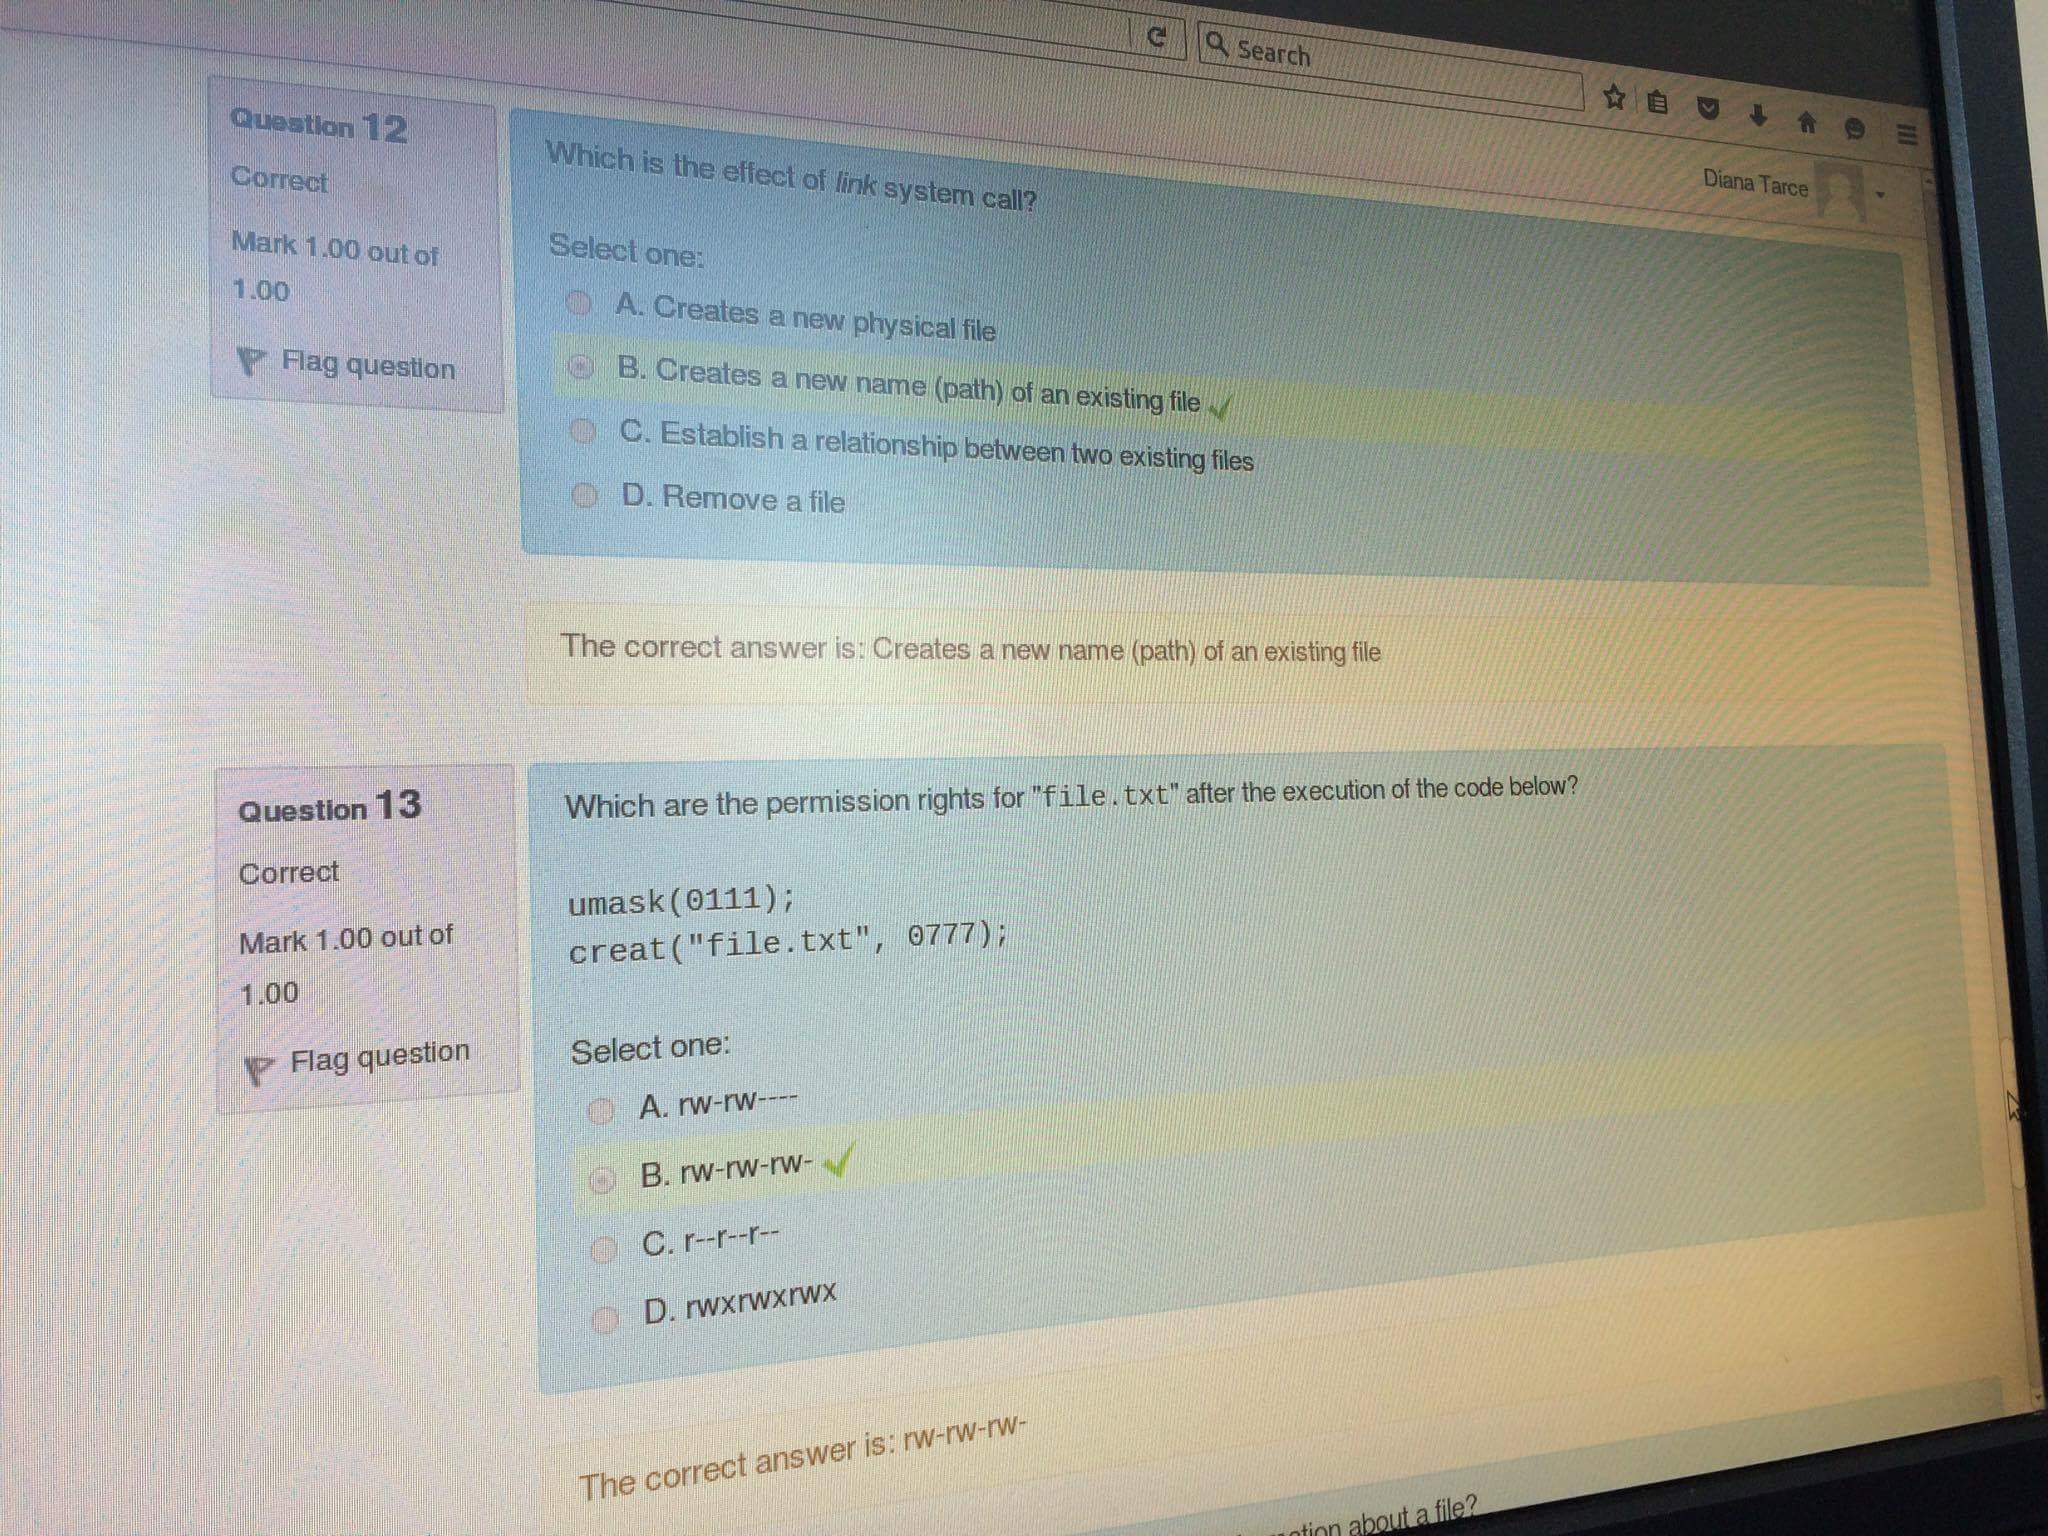 Search
Diana Tarce
Question 12
Correct
Mark 1.00 out of
1.00
Flag question
Which is the effect of link system call?
Select one:
A. Creates a new physical file
B. Creates a new name (path) of an existing file
C. Establish a relationship between two existing files
D. Remove a file
The correct answer is: Creates a new name (path) of an existing file
Question 13
Correct
Mark 1.00 out of
1.00
Flag question
Which are the permission rights for "file.txt" after the execution of the code below?
umask(0111);
creat("file.txt", 0777);
Select one:
A. rw-rw----
B. rw-rw-rw-
C. r--r--r--
D. rwxrwxrwx
The correct answer is: rw-rw-rw-
about a file?